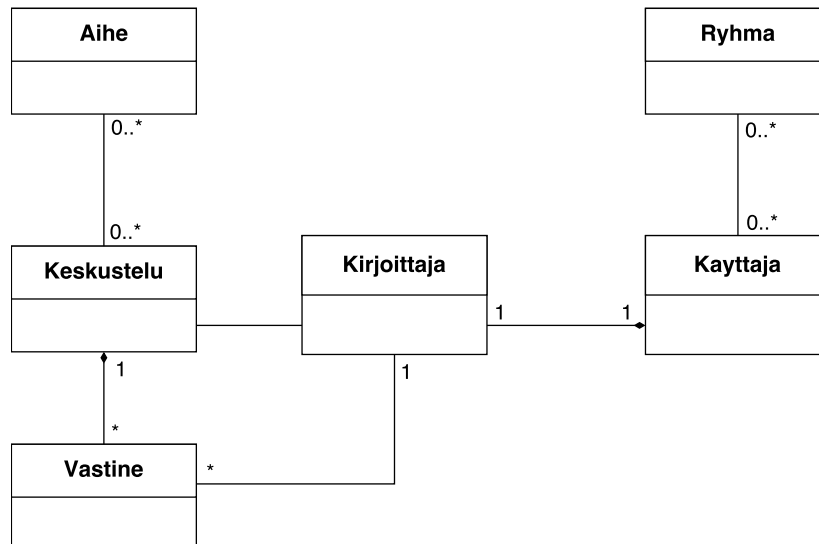 Aihe
Ryhma
0..*
0..*
0..*
0..*
Keskustelu
Kirjoittaja
Kayttaja
1
1
1
1
*
Vastine
*